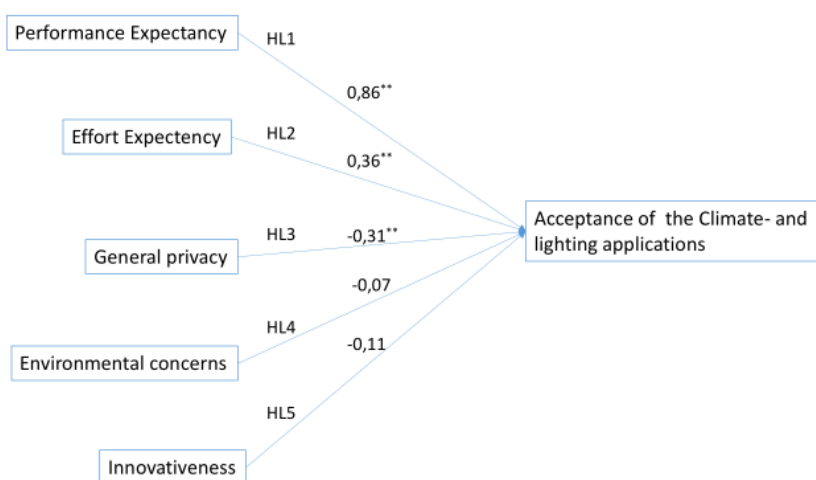 Performance Expectancy
HL1
0,86**
Effort Expectency
HL2
0,36**
Acceptance of the Climate- and
lighting applications
General privacy
HL3
-0,31**
-0,07
Environmental concerns
HL4
-0,11
HL5
Innovativeness